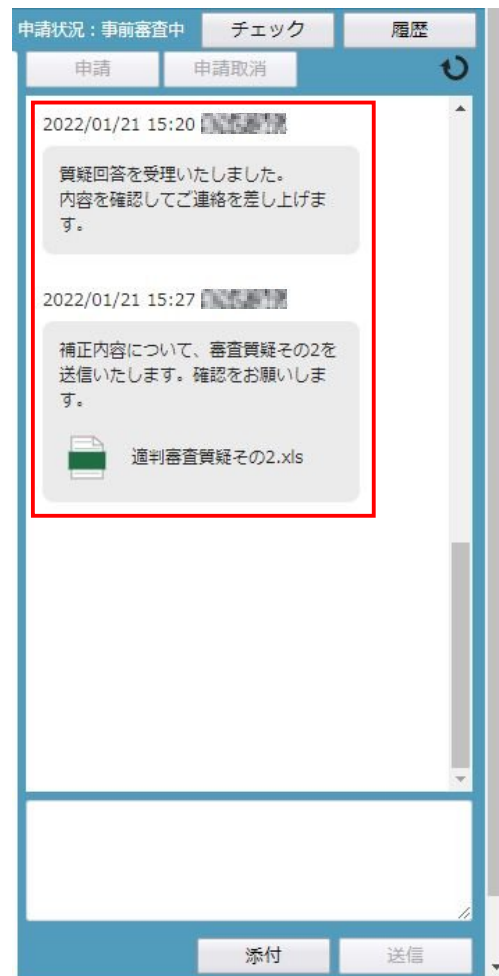 申請状況：事前審査中 チェック 履歴
申請 申請取消
2022/01/21 15:20
質疑回答を受理いたしました。
内容を確認してご連絡を差し上げま
す。
2022/01/21 15:27
補正内容について、審査質疑その2を
送信いたします。確認をお願いしま
す。
適判審査質疑その2.xls
添付 送信